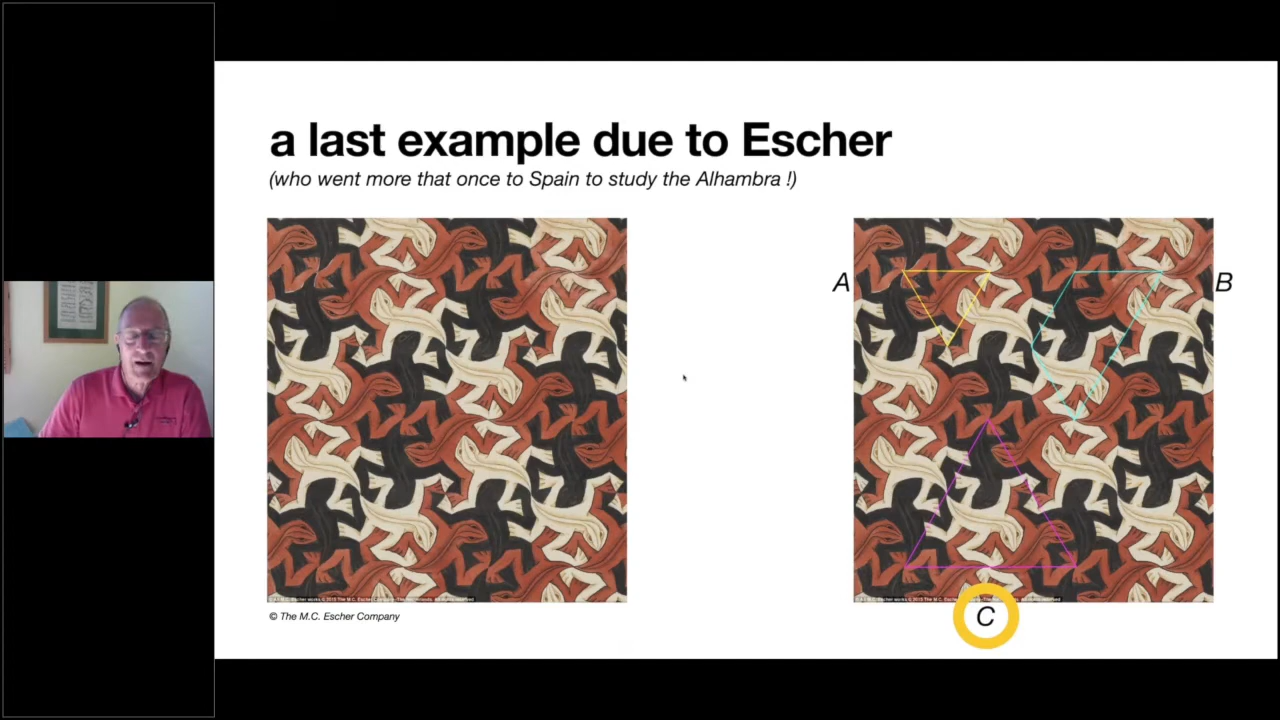 a last example due to Escher
(who went more that once to Spain to study the Alhambra !)
A
B
© The M.C. Escher Company
C